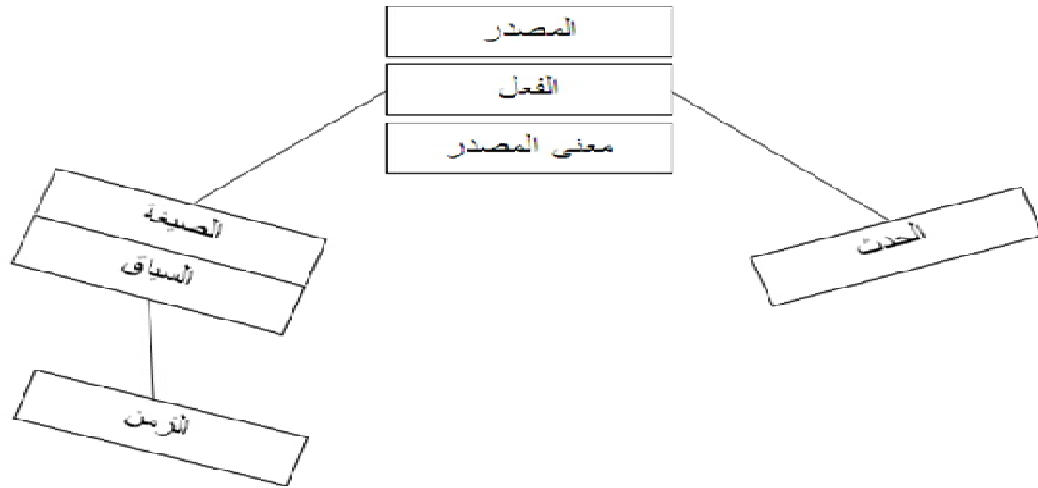 المصدر
الفعل
معنى المصدر
الحدث
الصيغة
السياق
الزمن